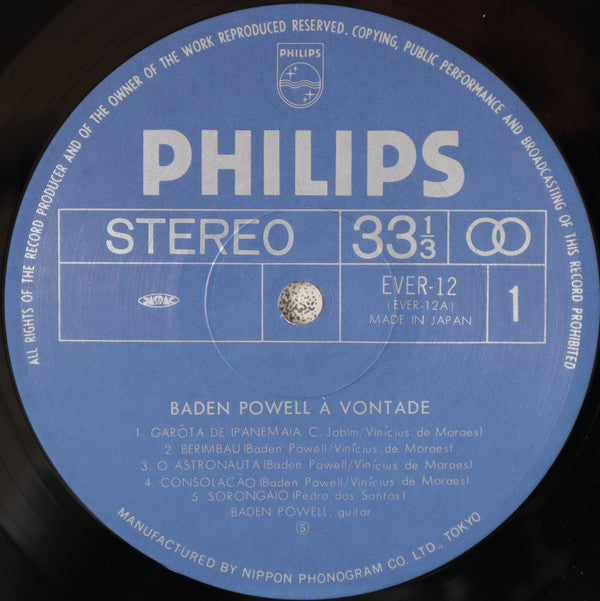 ALL RIGHTS OF THE RECORD PRODUCER AND OF THE OWNER OF THE WORK REPRODUCED RESERVED. COPYING, PUBLIC PERFORMANCE AND BROADCASTING OF THIS RECORD PROHIBITED
PHILIPS
PHILIPS
STEREO
33 1/3
JASRAC
EVER-12
(EVER-12A)
MADE IN JAPAN
1
BADEN POWELL À VONTADE
1. GARÔTA DE IPANEMA(A. C. Jobim/Vinícius de Moraes)
2. BERIMBAU(Baden Powell/Vinícius de Moraes)
3. O ASTRONAUTA(Baden Powell/Vinícius de Moraes)
4. CONSOLAÇÃO(Baden Powell/Vinícius de Moraes)
5. SORONGAIO(Pedro dos Santos)
BADEN POWELL, guitar
Ⓢ
MANUFACTURED BY NIPPON PHONOGRAM CO. LTD., TOKYO